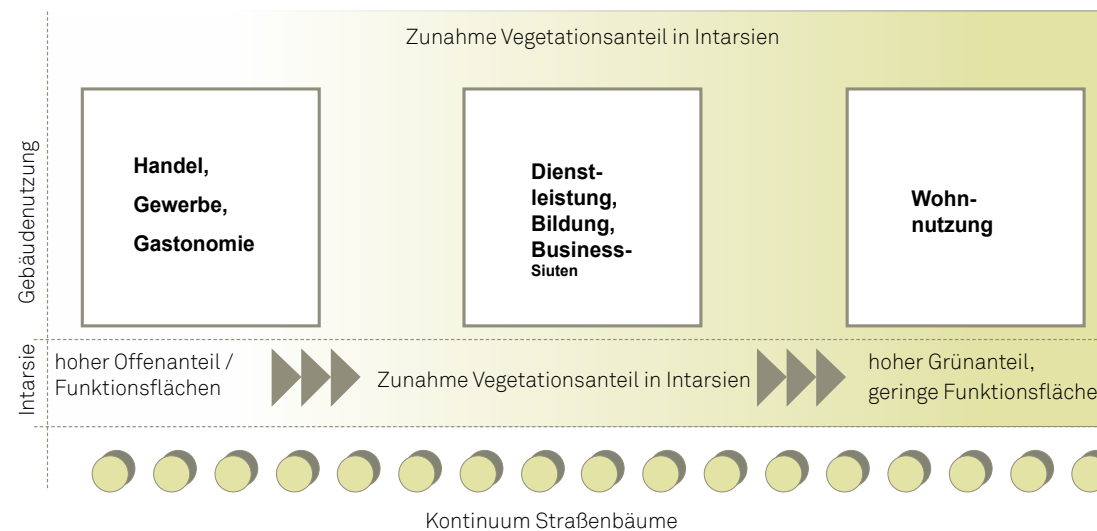 Zunahme Vegetationsanteil in Intarsien
Gebäudenutzung
Handel,
Gewerbe,
Gastonomie
Dienst-
leistung,
Bildung,
Business-
Siuten
Wohn-
nutzung
Intarsie
hoher Offenanteil /
Funktionsflächen
Zunahme Vegetationsanteil in Intarsien
hoher Grünanteil,
geringe Funktionsfläche
Kontinuum Straßenbäume